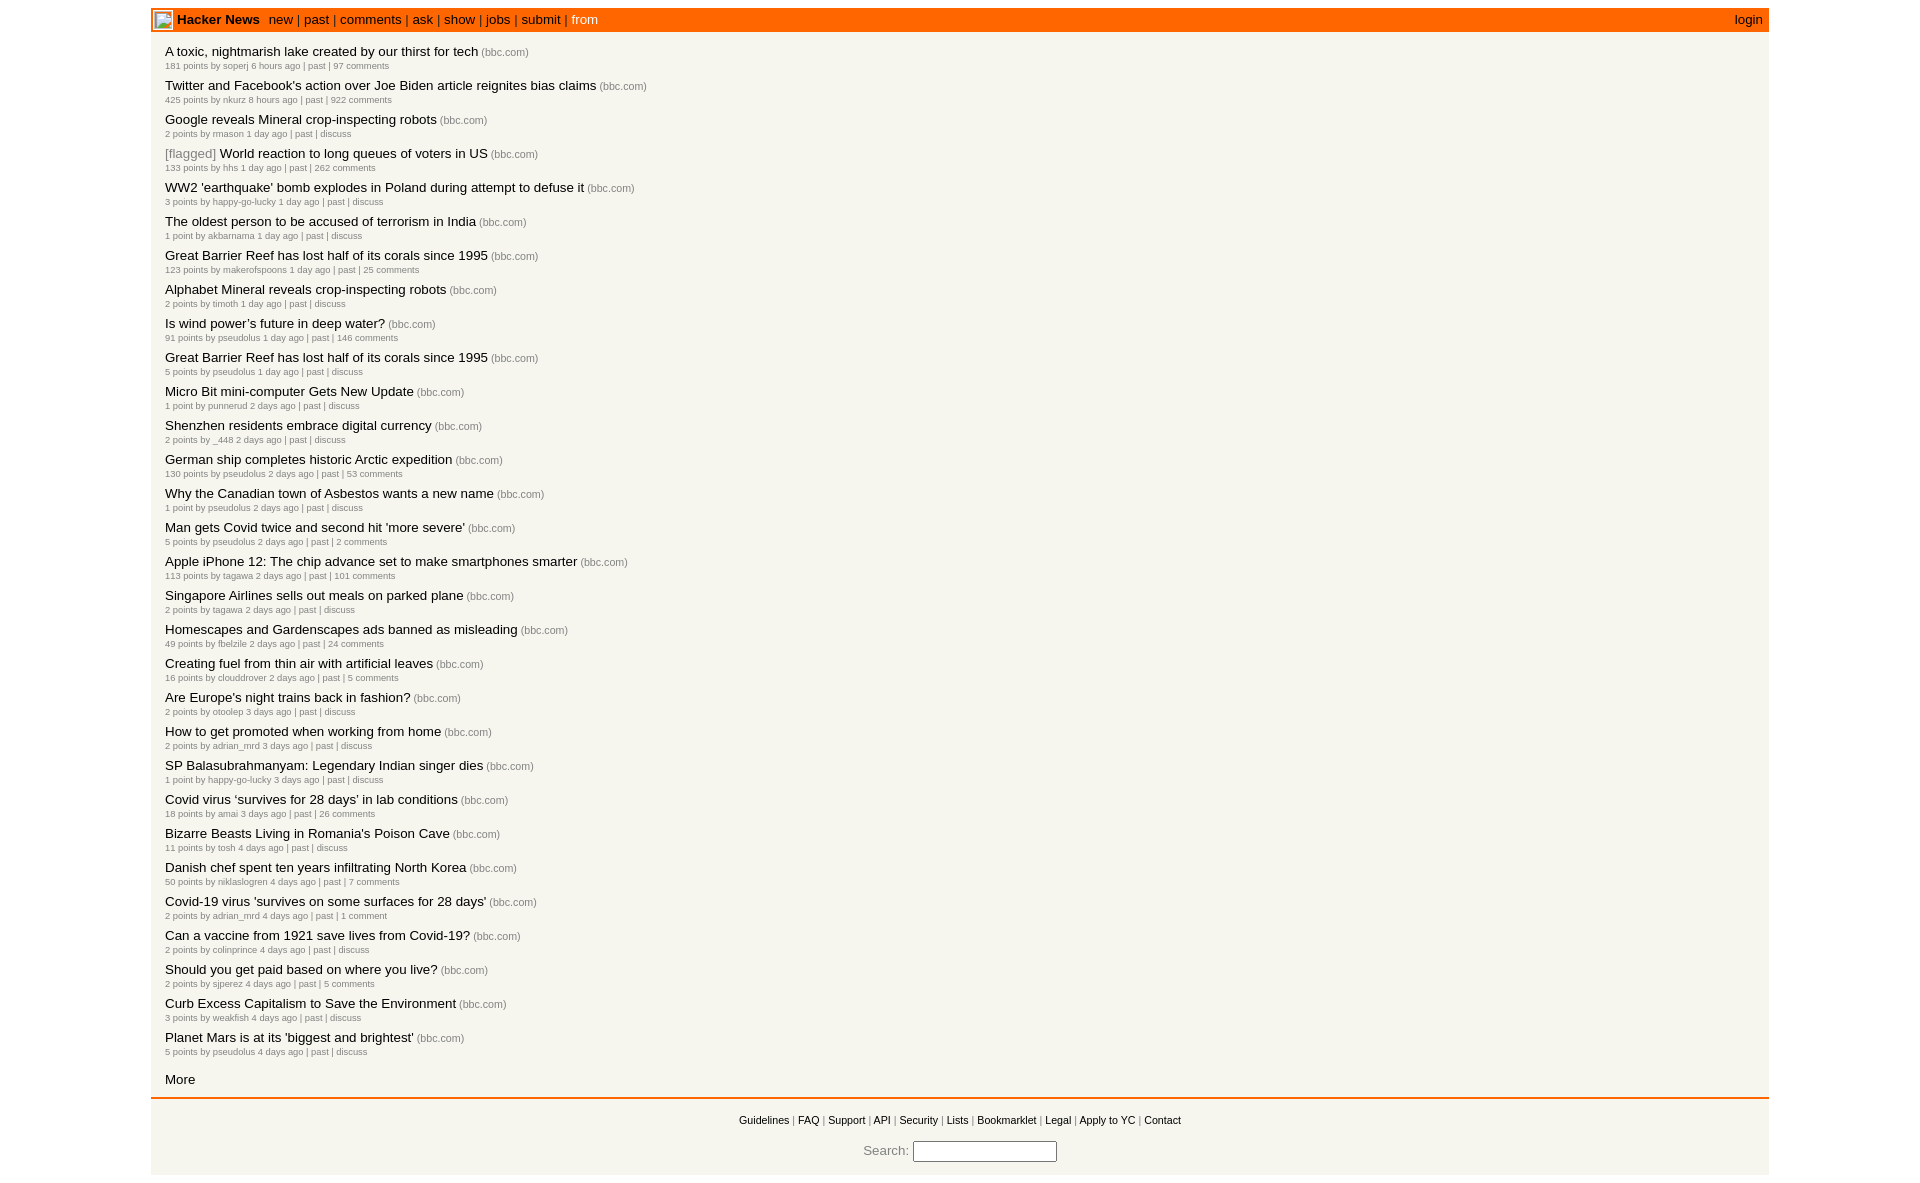 Hacker News new | past | comments | ask | show | jobs | submit | from login
A toxic, nightmarish lake created by our thirst for tech (bbc.com)
181 points by soperj 6 hours ago | past | 97 comments
Twitter and Facebook's action over Joe Biden article reignites bias claims (bbc.com)
425 points by nkurz 8 hours ago | past | 922 comments
Google reveals Mineral crop-inspecting robots (bbc.com)
2 points by rmason 1 day ago | past | discuss
[flagged] World reaction to long queues of voters in US (bbc.com)
133 points by hhs 1 day ago | past | 262 comments
WW2 'earthquake' bomb explodes in Poland during attempt to defuse it (bbc.com)
3 points by happy-go-lucky 1 day ago | past | discuss
The oldest person to be accused of terrorism in India (bbc.com)
1 point by akbarnama 1 day ago | past | discuss
Great Barrier Reef has lost half of its corals since 1995 (bbc.com)
123 points by makerofspoons 1 day ago | past | 25 comments
Alphabet Mineral reveals crop-inspecting robots (bbc.com)
2 points by timoth 1 day ago | past | discuss
Is wind power’s future in deep water? (bbc.com)
91 points by pseudolus 1 day ago | past | 146 comments
Great Barrier Reef has lost half of its corals since 1995 (bbc.com)
5 points by pseudolus 1 day ago | past | discuss
Micro Bit mini-computer Gets New Update (bbc.com)
1 point by punnerud 2 days ago | past | discuss
Shenzhen residents embrace digital currency (bbc.com)
2 points by _448 2 days ago | past | discuss
German ship completes historic Arctic expedition (bbc.com)
130 points by pseudolus 2 days ago | past | 53 comments
Why the Canadian town of Asbestos wants a new name (bbc.com)
1 point by pseudolus 2 days ago | past | discuss
Man gets Covid twice and second hit 'more severe' (bbc.com)
5 points by pseudolus 2 days ago | past | 2 comments
Apple iPhone 12: The chip advance set to make smartphones smarter (bbc.com)
113 points by tagawa 2 days ago | past | 101 comments
Singapore Airlines sells out meals on parked plane (bbc.com)
2 points by tagawa 2 days ago | past | discuss
Homescapes and Gardenscapes ads banned as misleading (bbc.com)
49 points by fbelzile 2 days ago | past | 24 comments
Creating fuel from thin air with artificial leaves (bbc.com)
16 points by clouddrover 2 days ago | past | 5 comments
Are Europe's night trains back in fashion? (bbc.com)
2 points by otoolep 3 days ago | past | discuss
How to get promoted when working from home (bbc.com)
2 points by adrian_mrd 3 days ago | past | discuss
SP Balasubrahmanyam: Legendary Indian singer dies (bbc.com)
1 point by happy-go-lucky 3 days ago | past | discuss
Covid virus ‘survives for 28 days’ in lab conditions (bbc.com)
18 points by amai 3 days ago | past | 26 comments
Bizarre Beasts Living in Romania's Poison Cave (bbc.com)
11 points by tosh 4 days ago | past | discuss
Danish chef spent ten years infiltrating North Korea (bbc.com)
50 points by niklaslogren 4 days ago | past | 7 comments
Covid-19 virus 'survives on some surfaces for 28 days' (bbc.com)
2 points by adrian_mrd 4 days ago | past | 1 comment
Can a vaccine from 1921 save lives from Covid-19? (bbc.com)
2 points by colinprince 4 days ago | past | discuss
Should you get paid based on where you live? (bbc.com)
2 points by sjperez 4 days ago | past | 5 comments
Curb Excess Capitalism to Save the Environment (bbc.com)
3 points by weakfish 4 days ago | past | discuss
Planet Mars is at its 'biggest and brightest' (bbc.com)
5 points by pseudolus 4 days ago | past | discuss
More
Guidelines | FAQ | Support | API | Security | Lists | Bookmarklet | Legal | Apply to YC | Contact
Search: